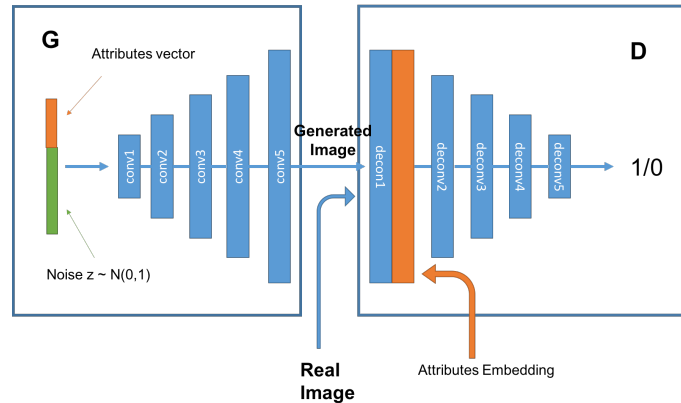 G
Attributes vector
Noise z ~ N(0,1)
conv1
conv2
conv3
conv4
conv5
Generated
Image
Real
Image
D
decon1
deconv2
deconv3
deconv4
deconv5
1/0
Attributes Embedding